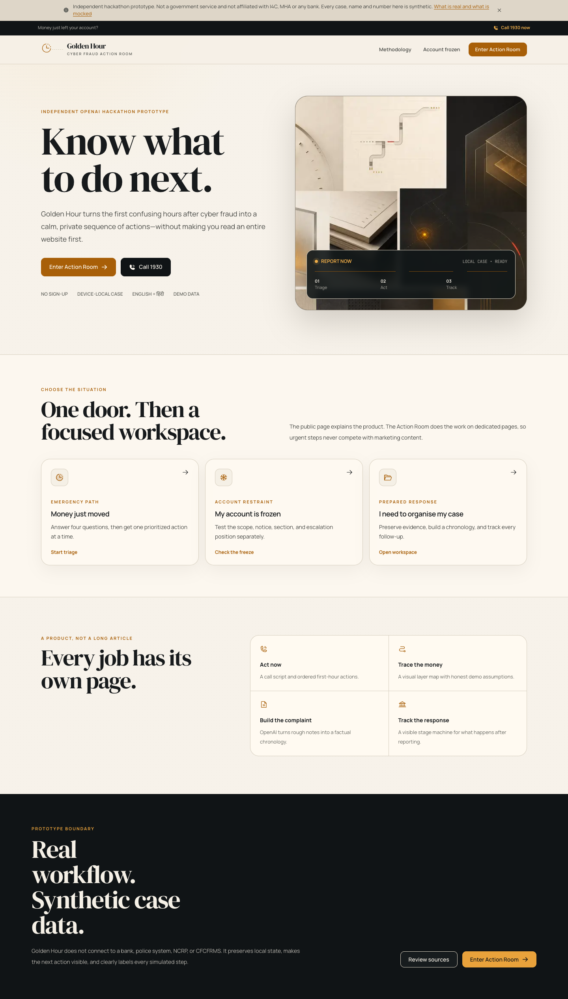 Independent hackathon prototype. Not a government service and not affiliated with I4C, MHA or any bank. Every case, name and number here is synthetic. What is real and what is
mocked
Money just left your account?
Call 1930 now
Golden Hour
CYBER FRAUD ACTION ROOM
Methodology
Account frozen
Enter Action Room
INDEPENDENT OPENAI HACKATHON PROTOTYPE
Know what
to do next.
Golden Hour turns the first confusing hours after cyber fraud into a
calm, private sequence of actions—without making you read an entire
website first.
Enter Action Room
Call 1930
NO SIGN-UP
DEVICE-LOCAL CASE
ENGLISH + हिंदी
DEMO DATA
REPORT NOW
LOCAL CASE • READY
01
Triage
02
Act
03
Track
CHOOSE THE SITUATION
One door. Then a
focused workspace.
The public page explains the product. The Action Room does the work on dedicated pages, so
urgent steps never compete with marketing content.
EMERGENCY PATH
Money just moved
Answer four questions, then get one prioritized action
at a time.
Start triage
ACCOUNT RESTRAINT
My account is frozen
Test the scope, notice, section, and escalation
position separately.
Check the freeze
PREPARED RESPONSE
I need to organise my case
Preserve evidence, build a chronology, and track every
follow-up.
Open workspace
A PRODUCT, NOT A LONG ARTICLE
Every job has its
own page.
Act now
A call script and ordered first-hour actions.
Trace the money
A visual layer map with honest demo assumptions.
Build the complaint
OpenAI turns rough notes into a factual
chronology.
Track the response
A visible stage machine for what happens after
reporting.
PROTOTYPE BOUNDARY
Real
workflow.
Synthetic case
data.
Golden Hour does not connect to a bank, police system, NCRP, or CFCFRMS. It preserves local state, makes
the next action visible, and clearly labels every simulated step.
Review sources
Enter Action Room